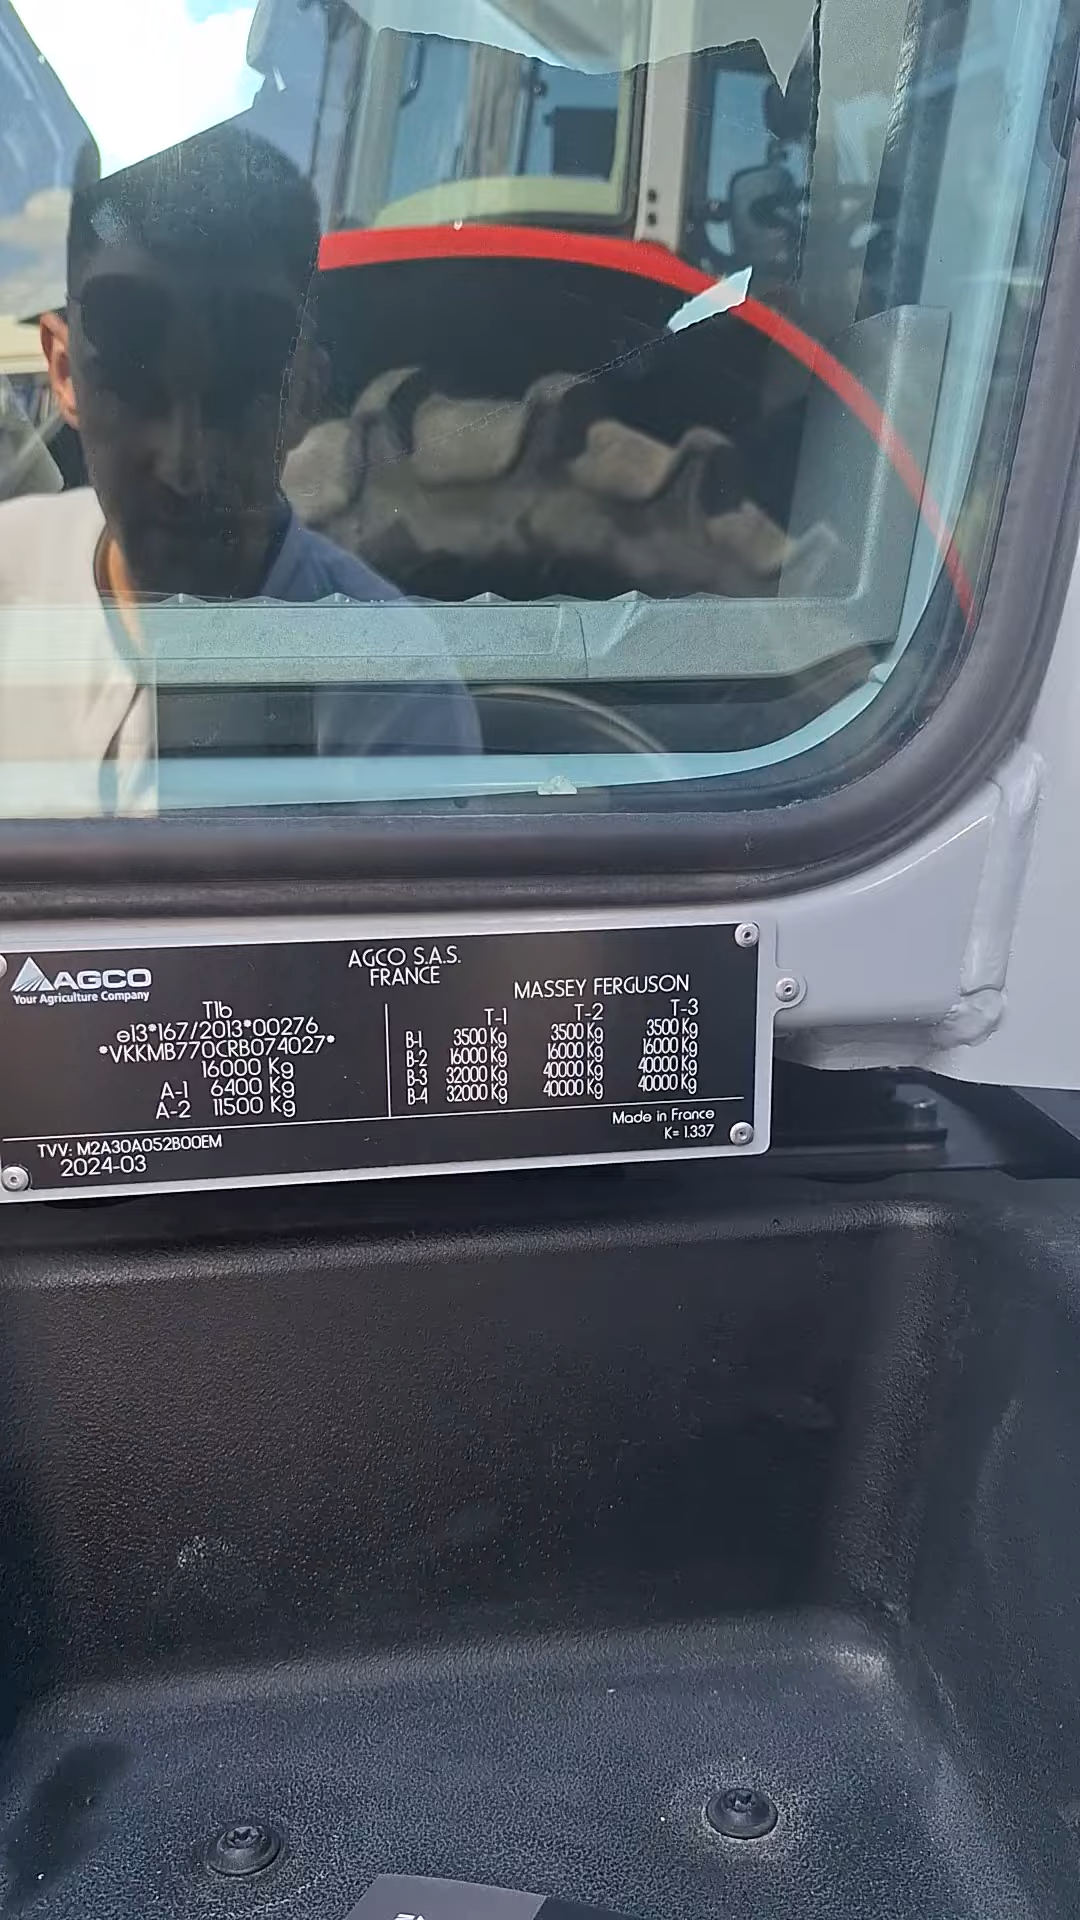 AGCO
Your Agriculture Company
AGCO S.A.S.
FRANCE
MASSEY FERGUSON
T1b
e13*167/2013*00276
*VKKMB770CRB074027*
16000 Kg
A-1 6400 Kg
A-2 11500 Kg
T-1 T-2 T-3
B-1 3500 Kg 3500 Kg 3500 Kg
B-2 16000 Kg 16000 Kg 16000 Kg
B-3 32000 Kg 40000 Kg 40000 Kg
B-4 32000 Kg 40000 Kg 40000 Kg
Made in France
K= 1.337
TVV: M2A30A052B00EM
2024-03